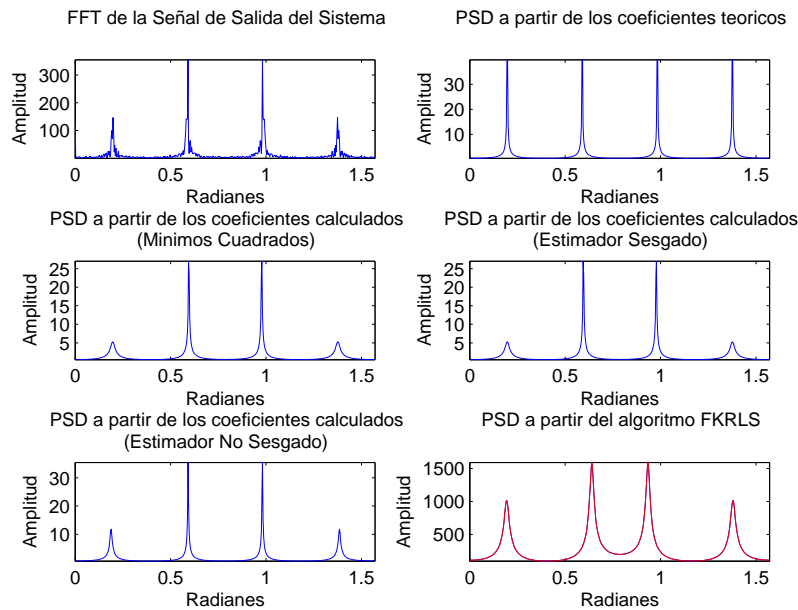 FFT de la Señal de Salida del Sistema
Amplitud
300
200
100
0
0.5
1
1.5
Radianes
PSD a partir de los coeficientes teoricos
Amplitud
30
20
10
0
0.5
1
1.5
Radianes
PSD a partir de los coeficientes calculados
(Minimos Cuadrados)
Amplitud
25
20
15
10
5
0
0.5
1
1.5
Radianes
PSD a partir de los coeficientes calculados
(Estimador Sesgado)
Amplitud
25
20
15
10
5
0
0.5
1
1.5
Radianes
PSD a partir de los coeficientes calculados
(Estimador No Sesgado)
Amplitud
30
20
10
0
0.5
1
1.5
Radianes
PSD a partir del algoritmo FKRLS
Amplitud
1500
1000
500
0
0.5
1
1.5
Radianes